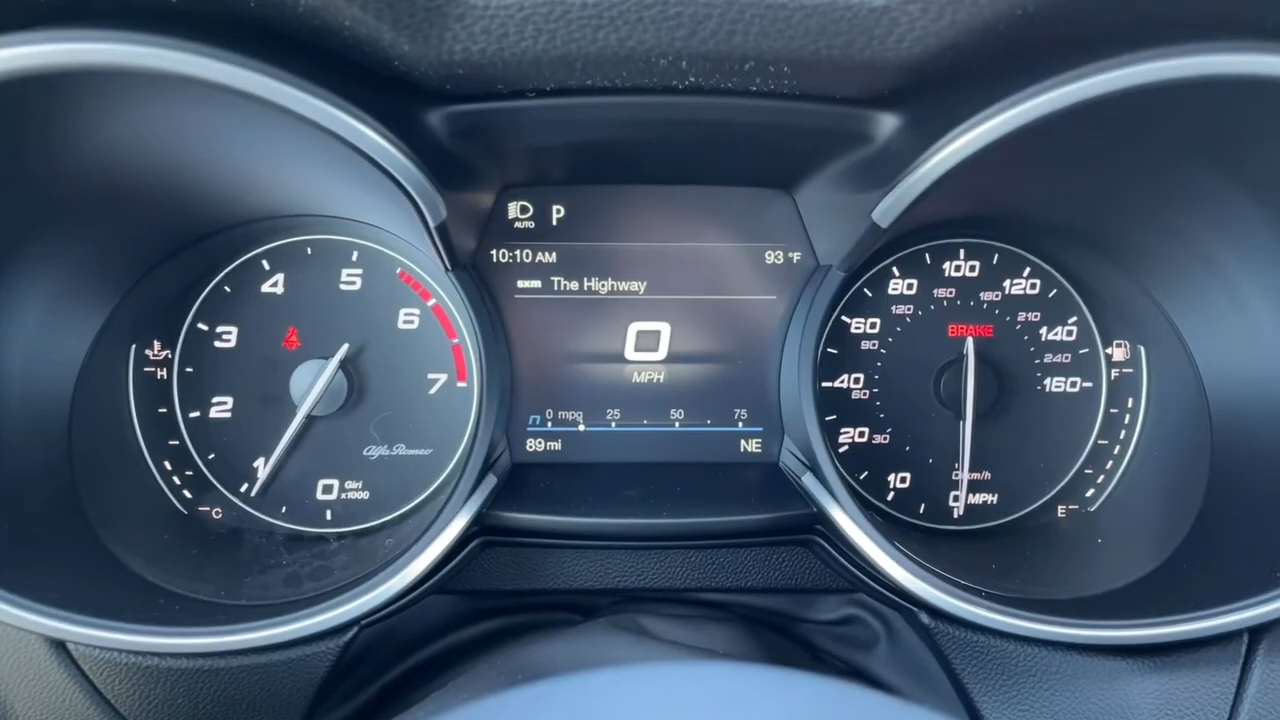 AUTO P
10:10 AM 93 °F
sxm The Highway
0
MPH
0 mpg 25 50 75
89 mi NE
1 2 3 4 5 6 7
H
C
Alfa Romeo
0 Giri x1000
0 10 20 40 60 80 100 120 140 160
30 60 90 120 150 180 210 240
BRAKE
km/h
MPH
F
E